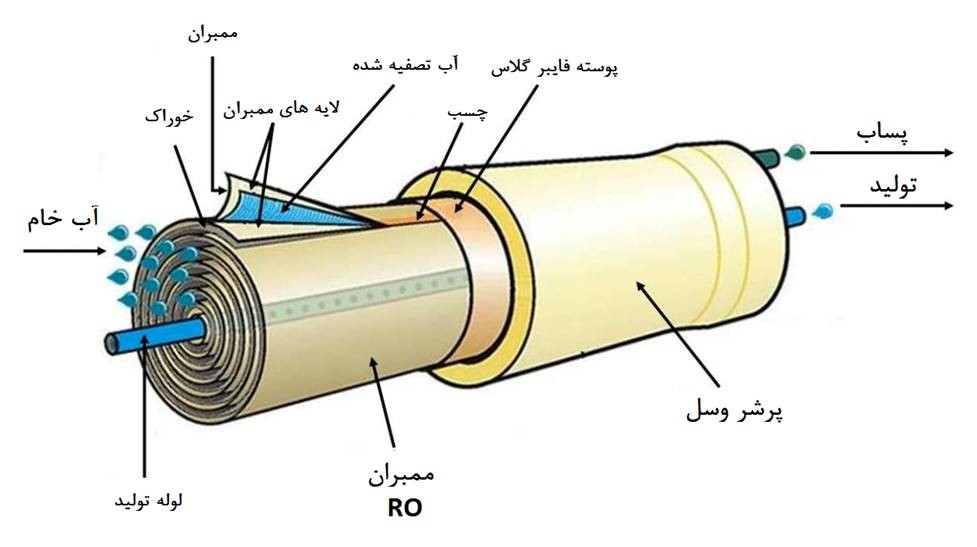 ممبران
آب تصفیه شده
پوسته فایبر گلاس
لایه های ممبران
چسب
خوراک
پساب
تولید
آب خام
پرشر وسل
ممبران
RO
لوله تولید